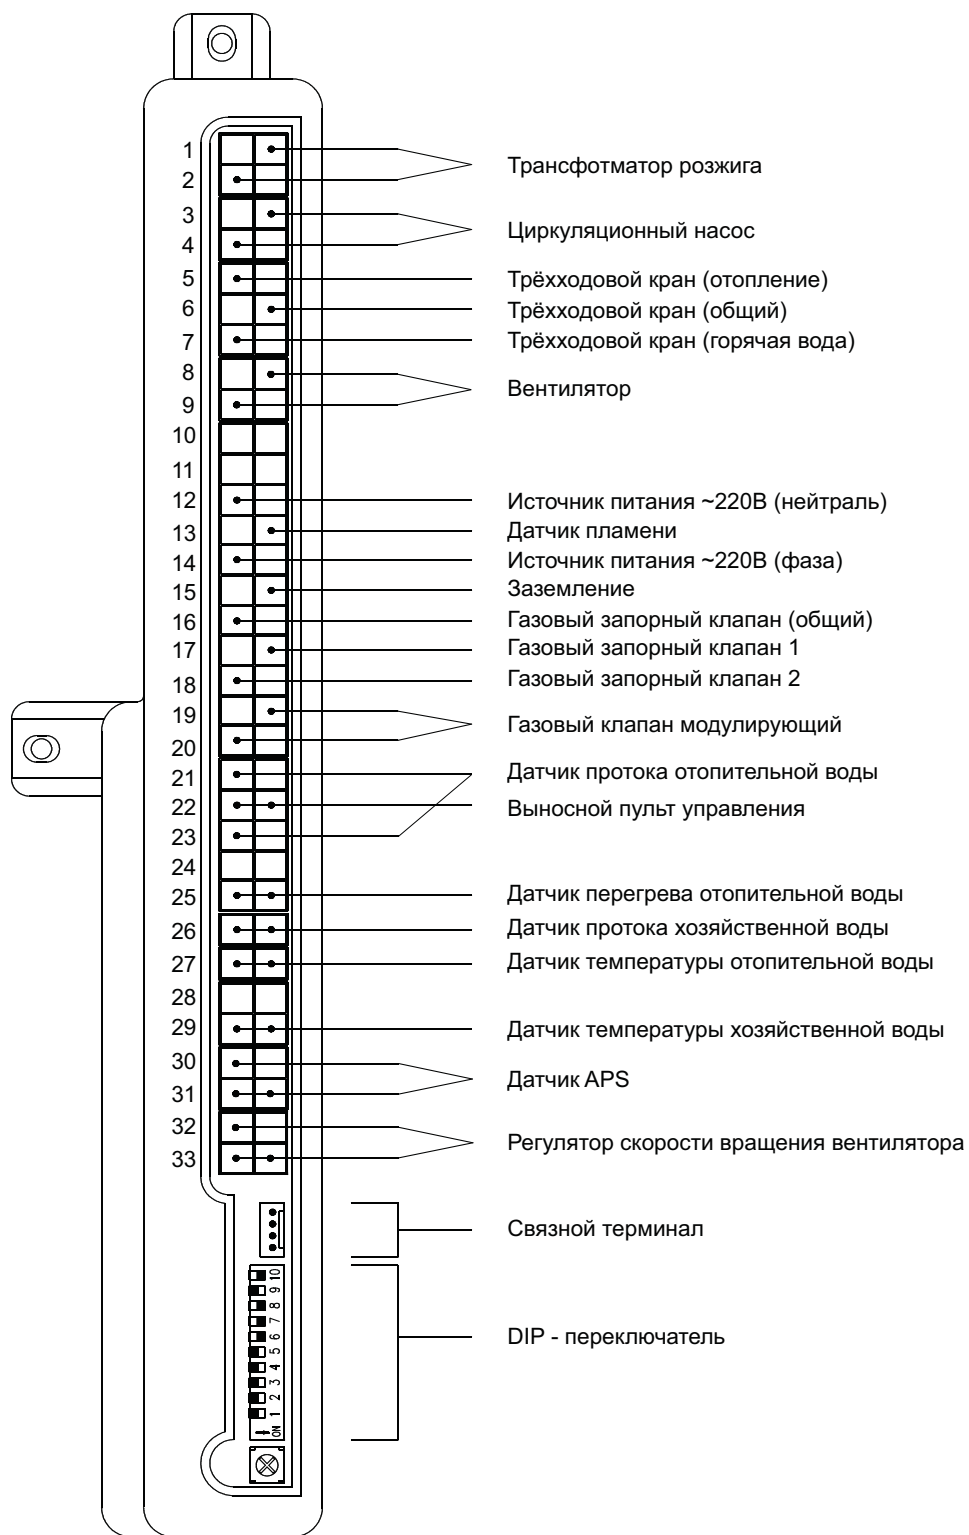 1
2
Трансфотматор розжига
3
4
Циркуляционный насос
5 Трёхходовой кран (отопление)
6 Трёхходовой кран (общий)
7 Трёхходовой кран (горячая вода)
8
9
Вентилятор
10
11
12 Источник питания ~220В (нейтраль)
13 Датчик пламени
14 Источник питания ~220В (фаза)
15 Заземление
16 Газовый запорный клапан (общий)
17 Газовый запорный клапан 1
18 Газовый запорный клапан 2
19
20
Газовый клапан модулирующий
21 Датчик протока отопительной воды
22 Выносной пульт управления
23
24
25 Датчик перегрева отопительной воды
26 Датчик протока хозяйственной воды
27 Датчик температуры отопительной воды
28
29 Датчик температуры хозяйственной воды
30
31
Датчик APS
32
33
Регулятор скорости вращения вентилятора
Связной терминал
10
9
8
7
6
5
4
3
2
1
ON
DIP - переключатель